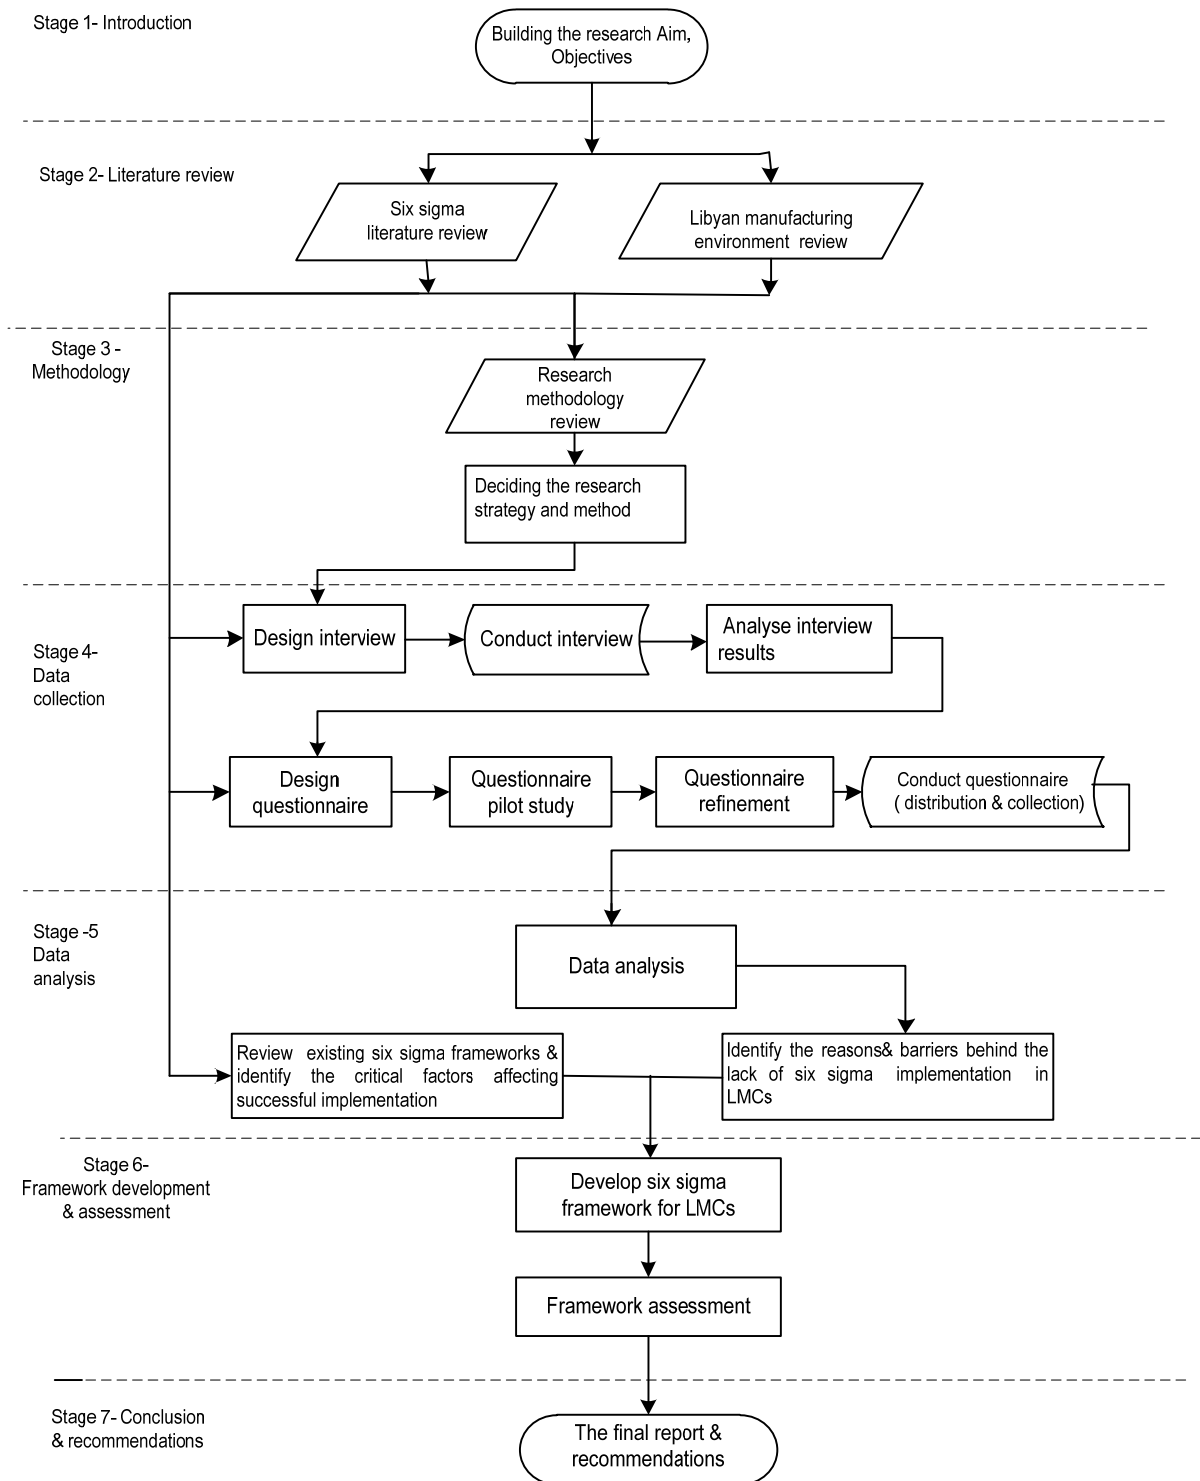 Stage 1- Introduction
Building the research Aim,
Objectives
Stage 2- Literature review
Six sigma
literature review
Libyan manufacturing
environment review
Stage 3 -
Methodology
Research
methodology
review
Deciding the research
strategy and method
Stage 4-
Data
collection
Design interview
Conduct interview
Analyse interview
results
Design
questionnaire
Questionnaire
pilot study
Questionnaire
refinement
Conduct questionnaire
( distribution & collection)
Stage -5
Data
analysis
Data analysis
Review existing six sigma frameworks &
identify the critical factors affecting
successful implementation
Identify the reasons& barriers behind the
lack of six sigma implementation in
LMCs
Stage 6-
Framework development
& assessment
Develop six sigma
framework for LMCs
Framework assessment
Stage 7- Conclusion
& recommendations
The final report &
recommendations